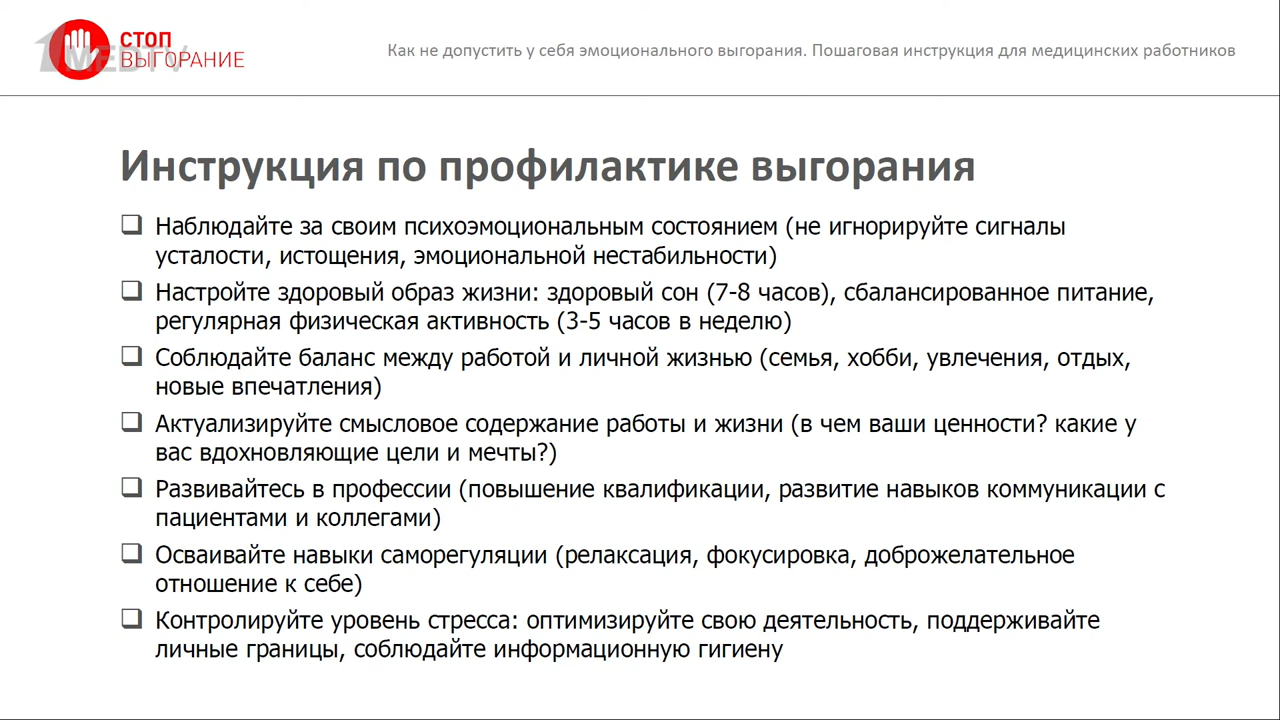 СТОП
ВЫГОРАНИЕ
1MEDTV
Как не допустить у себя эмоционального выгорания. Пошаговая инструкция для медицинских работников
Инструкция по профилактике выгорания
Наблюдайте за своим психоэмоциональным состоянием (не игнорируйте сигналы
усталости, истощения, эмоциональной нестабильности)
Настройте здоровый образ жизни: здоровый сон (7-8 часов), сбалансированное питание,
регулярная физическая активность (3-5 часов в неделю)
Соблюдайте баланс между работой и личной жизнью (семья, хобби, увлечения, отдых,
новые впечатления)
Актуализируйте смысловое содержание работы и жизни (в чем ваши ценности? какие у
вас вдохновляющие цели и мечты?)
Развивайтесь в профессии (повышение квалификации, развитие навыков коммуникации с
пациентами и коллегами)
Осваивайте навыки саморегуляции (релаксация, фокусировка, доброжелательное
отношение к себе)
Контролируйте уровень стресса: оптимизируйте свою деятельность, поддерживайте
личные границы, соблюдайте информационную гигиену